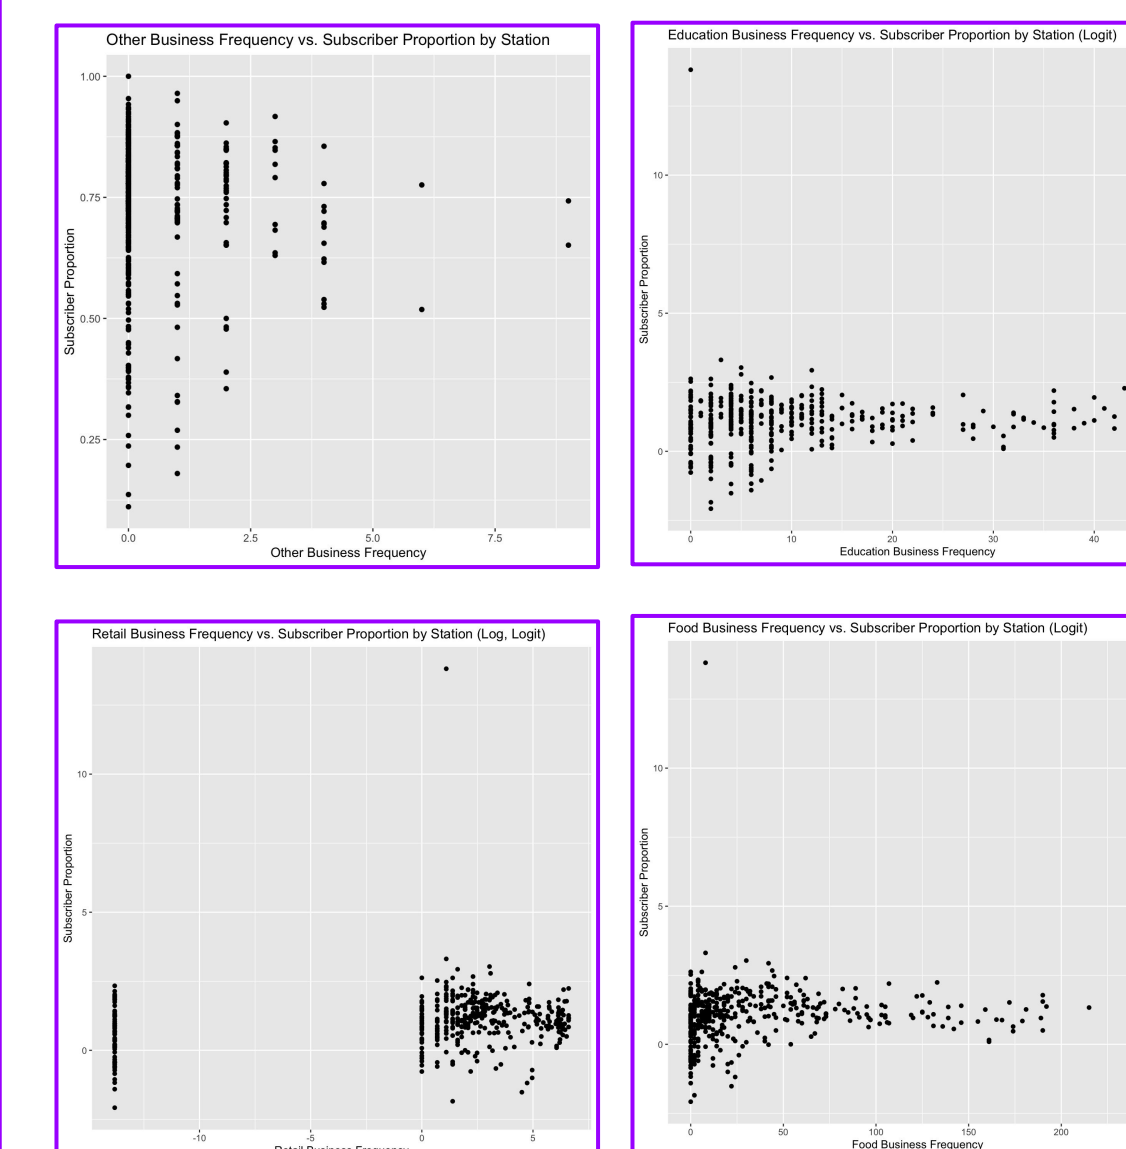 Other Business Frequency vs. Subscriber Proportion by Station
1.00
0.75
0.50
0.25
Subscriber Proportion
0.0
2.5
5.0
7.5
Other Business Frequency
Education Business Frequency vs. Subscriber Proportion by Station (Logit)
10
5
0
Subscriber Proportion
0
10
20
30
40
Education Business Frequency
Retail Business Frequency vs. Subscriber Proportion by Station (Log, Logit)
10
5
0
Subscriber Proportion
-10
-5
0
5
Retail Business Frequency
Food Business Frequency vs. Subscriber Proportion by Station (Logit)
10
5
0
Subscriber Proportion
0
50
100
150
200
Food Business Frequency